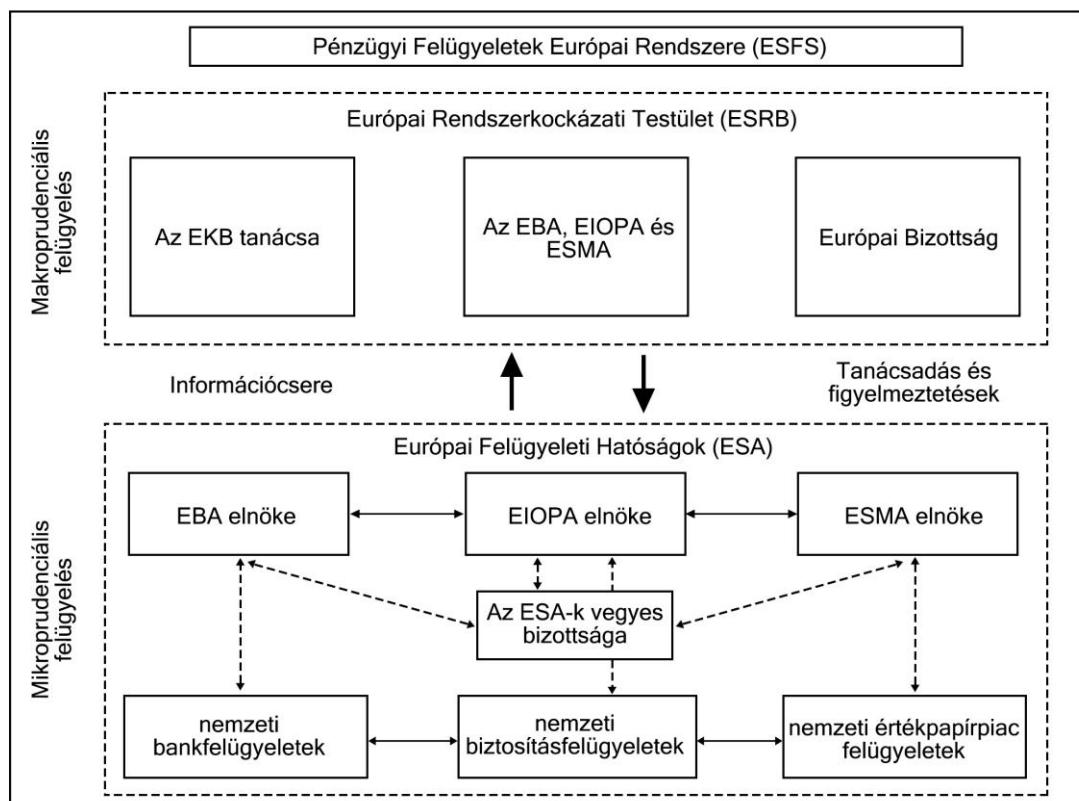 Pénzügyi Felügyeletek Európai Rendszere (ESFS)
Makroprudenciális
felügyelés
Európai Rendszerkockázati Testület (ESRB)
Az EKB tanácsa
Az EBA, EIOPA és
ESMA
Európai Bizottság
Információcsere
Tanácsadás és
figyelmeztetések
Mikroprudenciális
felügyelés
Európai Felügyeleti Hatóságok (ESA)
EBA elnöke
EIOPA elnöke
ESMA elnöke
Az ESA-k vegyes
bizottsága
nemzeti
bankfelügyeletek
nemzeti
biztosításfelügyeletek
nemzeti értékpapírpiac
felügyeletek